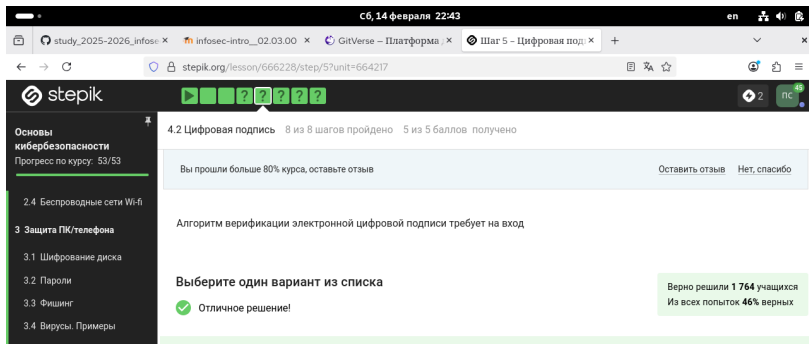 Сб, 14 февраля 22:43
en
study_2025-2026_infose
infosec-intro__02.03.00
GitVerse – Платформа д
Шаг 5 – Цифровая под
stepik.org/lesson/666228/step/5?unit=664217
stepik
2
ПС
45
Основы
кибербезопасности
Прогресс по курсу: 53/53
4.2 Цифровая подпись 8 из 8 шагов пройдено 5 из 5 баллов получено
Вы прошли больше 80% курса, оставьте отзыв
Оставить отзыв
Нет, спасибо
2.4 Беспроводные сети Wi-fi
3 Защита ПК/телефона
3.1 Шифрование диска
3.2 Пароли
3.3 Фишинг
3.4 Вирусы. Примеры
Алгоритм верификации электронной цифровой подписи требует на вход
Выберите один вариант из списка
Отличное решение!
Верно решили 1 764 учащихся
Из всех попыток 46% верных